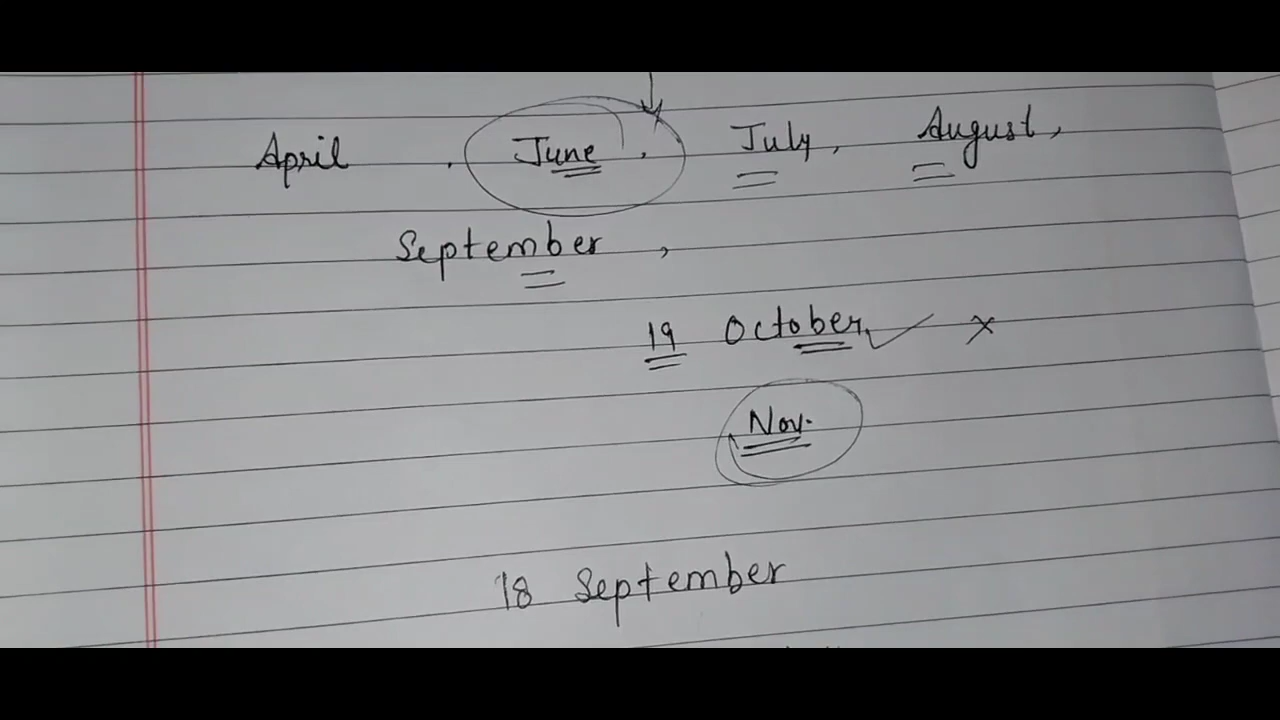 April . June . July, August,
September ,
19 October,
Nov.
18 September